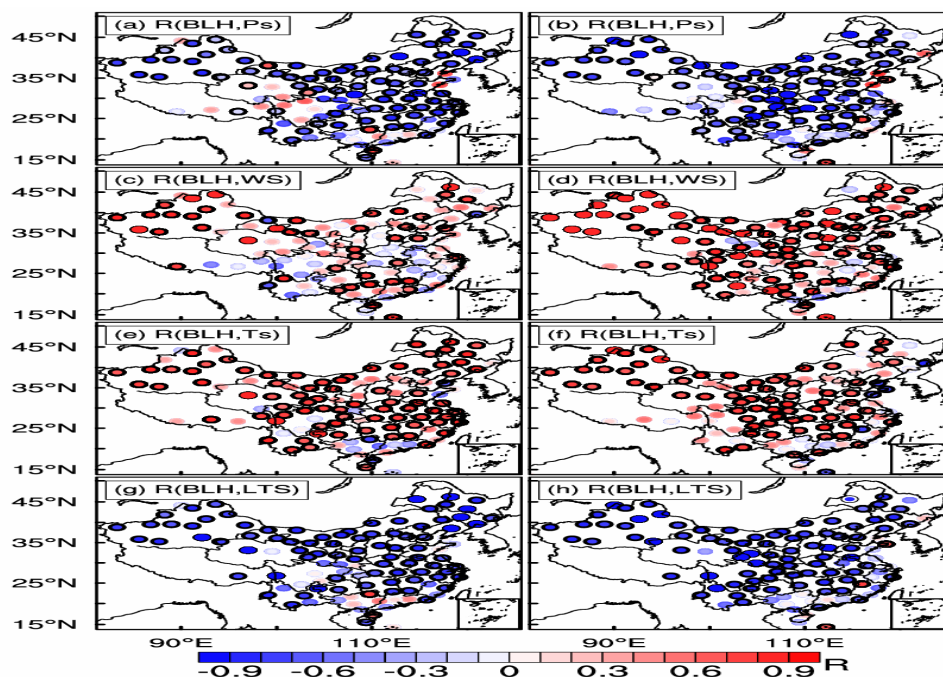 (a) R(BLH,Ps)
(b) R(BLH,Ps)
45°N
35°N
25°N
15°N
(c) R(BLH,WS)
(d) R(BLH,WS)
45°N
35°N
25°N
15°N
(e) R(BLH,Ts)
(f) R(BLH,Ts)
45°N
35°N
25°N
15°N
(g) R(BLH,LTS)
(h) R(BLH,LTS)
45°N
35°N
25°N
15°N
90°E 110°E 90°E 110°E
-0.9 -0.6 -0.3 0 0.3 0.6 0.9 R